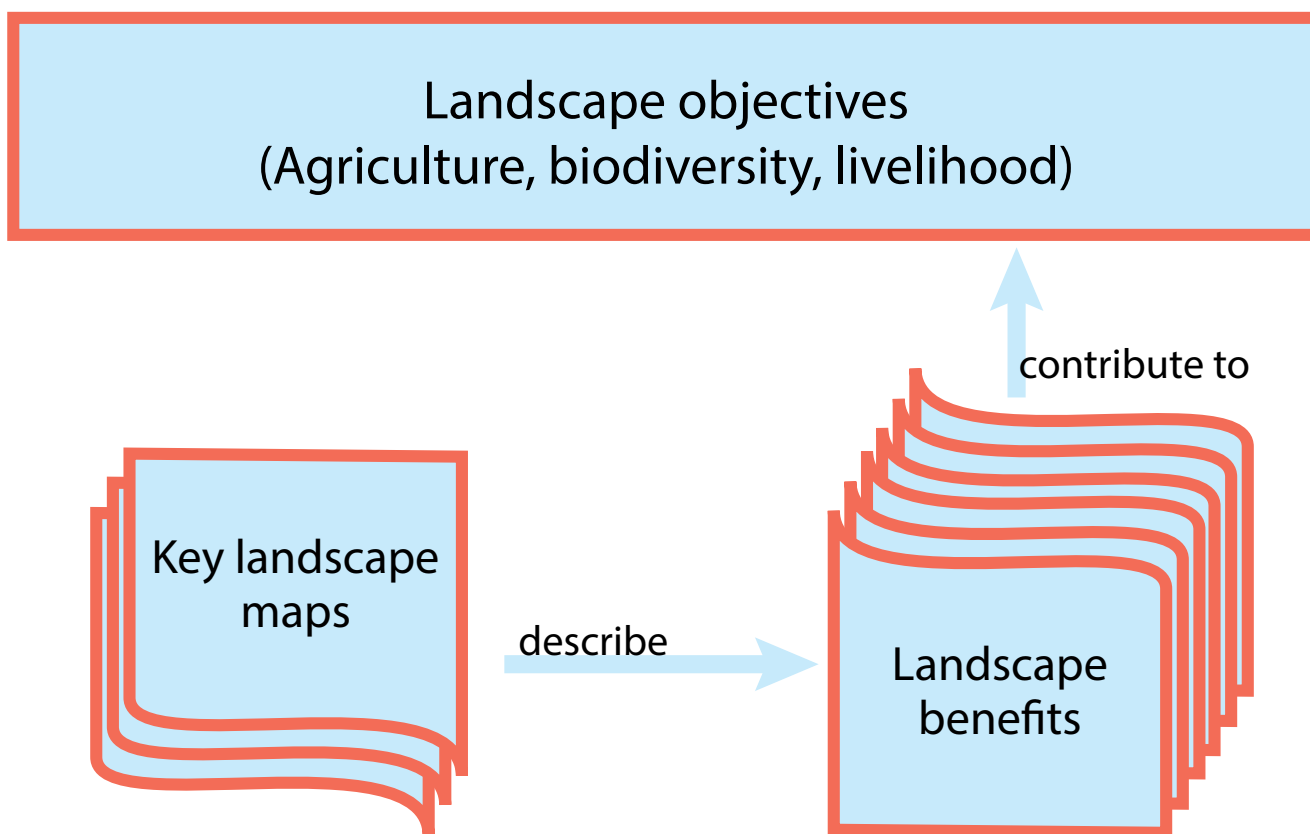 Landscape objectives
(Agriculture, biodiversity, livelihood)
contribute to
Key landscape
maps
describe
Landscape
benefits